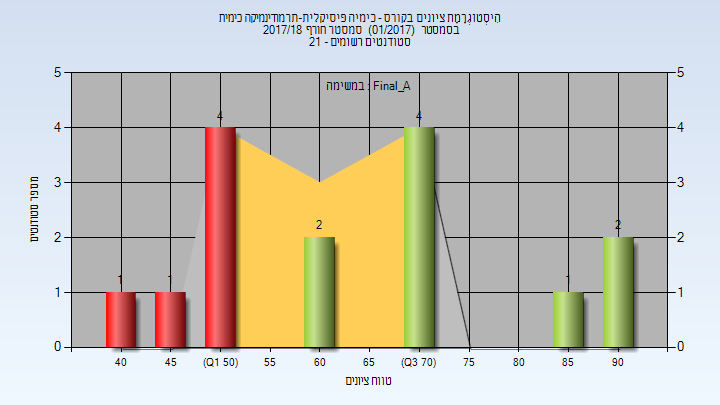 היסטוגרמת ציונים בקורס - כימיה פיסיקלית-תרמודינמיקה כימית
בסמסטר (01/2017) סמסטר חורף 2017/18
סטודנטים רשומים - 21
במשימה : Final_A
מספר סטודנטים
5 5
4 4
3 3
2 2
1 1
0 0
1 1 4 2 4 1 2
40 45 (Q1 50) 55 60 65 (Q3 70) 75 80 85 90
טווח ציונים